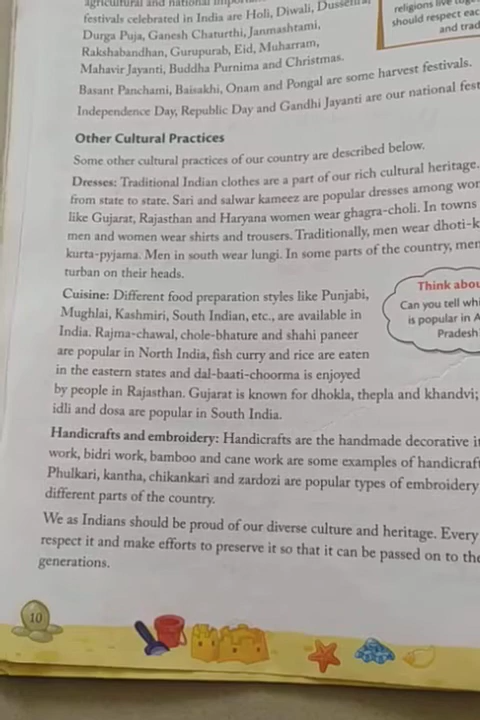 agricultural and national
festivals celebrated in India are Holi, Diwali, Dussehra,
Durga Puja, Ganesh Chaturthi, Janmashtami,
Rakshabandhan, Gurupurab, Eid, Muharram,
Mahavir Jayanti, Buddha Purnima and Christmas.
religions live
should respect eac
and trad
Basant Panchami, Baisakhi, Onam and Pongal are some harvest festivals.
Independence Day, Republic Day and Gandhi Jayanti are our national fest
Other Cultural Practices
Some other cultural practices of our country are described below.
Dresses: Traditional Indian clothes are a part of our rich cultural heritage.
from state to state. Sari and salwar kameez are popular dresses among wor
like Gujarat, Rajasthan and Haryana women wear ghagra-choli. In towns
men and women wear shirts and trousers. Traditionally, men wear dhoti-k
kurta-pyjama. Men in south wear lungi. In some parts of the country, men
turban on their heads.
Cuisine: Different food preparation styles like Punjabi,
Mughlai, Kashmiri, South Indian, etc., are available in
India. Rajma-chawal, chole-bhature and shahi paneer
are popular in North India, fish curry and rice are eaten
in the eastern states and dal-baati-choorma is enjoyed
by people in Rajasthan. Gujarat is known for dhokla, thepla and khandvi;
idli and dosa are popular in South India.
Think abou
Can you tell whi
is popular in A
Pradesh
Handicrafts and embroidery: Handicrafts are the handmade decorative it
work, bidri work, bamboo and cane work are some examples of handicraf
Phulkari, kantha, chikankari and zardozi are popular types of embroidery
different parts of the country.
We as Indians should be proud of our diverse culture and heritage. Every
respect it and make efforts to preserve it so that it can be passed on to the
generations.
10